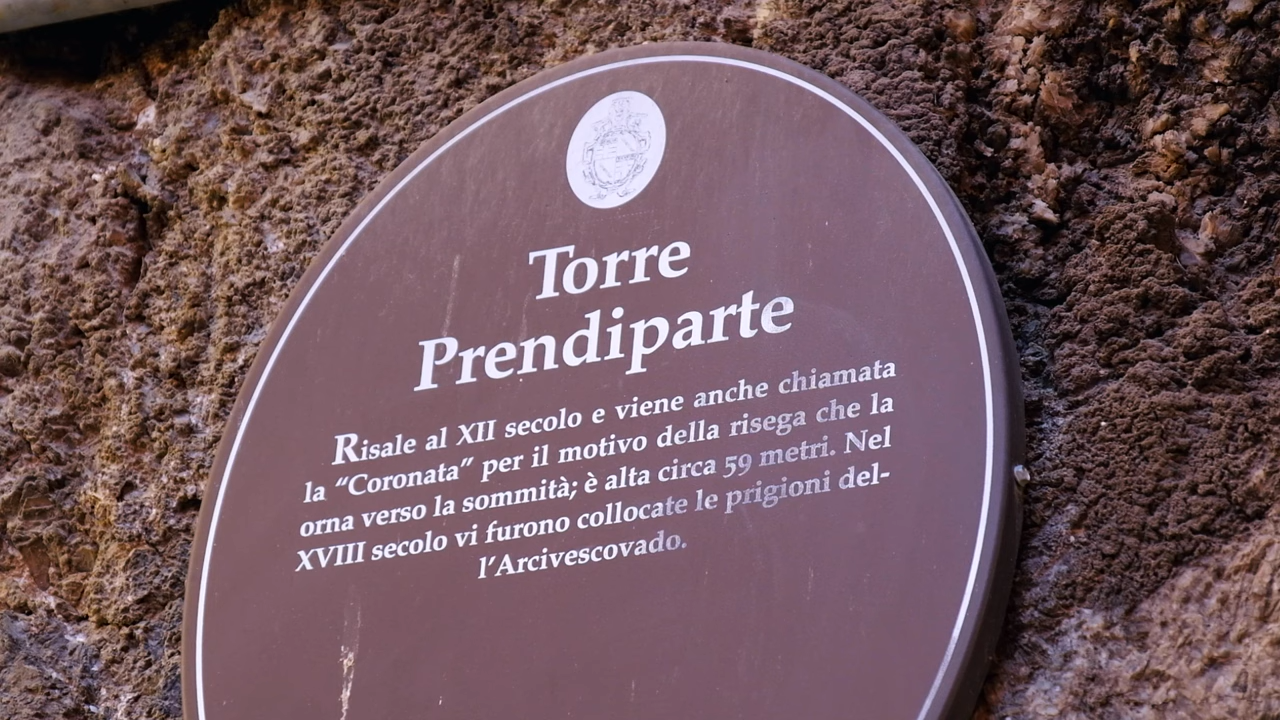 Torre
Prendiparte
Risale al XII secolo e viene anche chiamata
la “Coronata” per il motivo della risega che la
orna verso la sommità; è alta circa 59 metri. Nel
XVIII secolo vi furono collocate le prigioni del-
l’Arcivescovado.